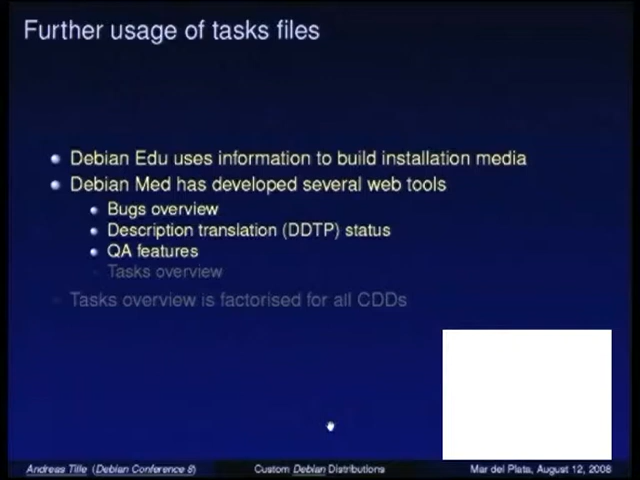 Further usage of tasks files
Debian Edu uses information to build installation media
Debian Med has developed several web tools
Bugs overview
Description translation (DDTP) status
QA features
Tasks overview
Tasks overview is factorised for all CDDs
Andreas Tille (Debian Conference 8) Custom Debian Distributions Mar del Plata, August 12, 2008